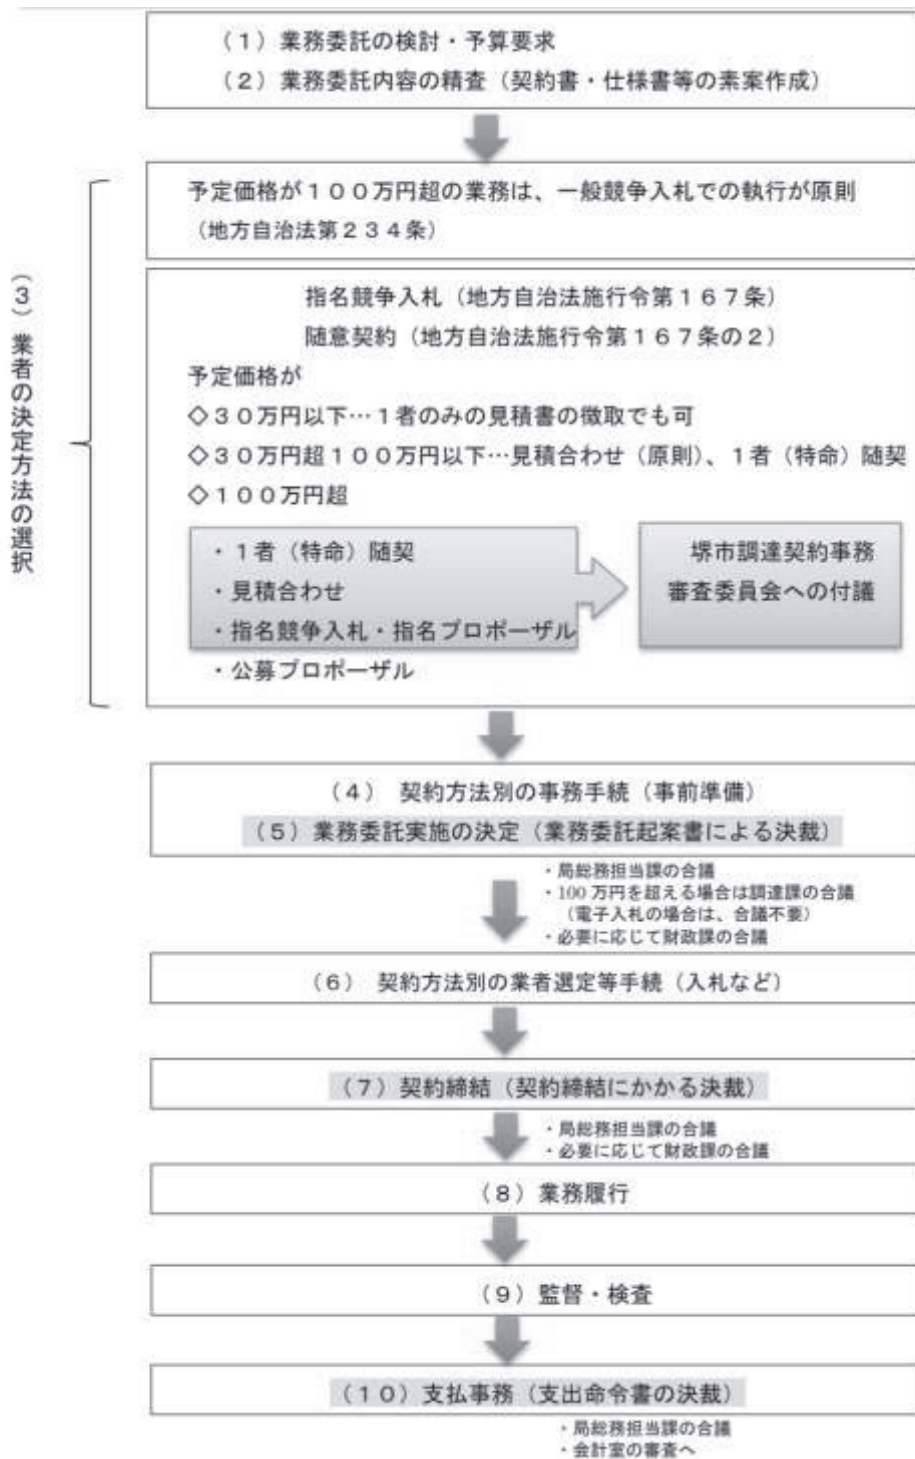 （１）業務委託の検討・予算要求
（２）業務委託内容の精査（契約書・仕様書等の素案作成）
（３）業者の決定方法の選択
予定価格が１００万円超の業務は、一般競争入札での執行が原則
（地方自治法第２３４条）
指名競争入札（地方自治法施行令第１６７条）
随意契約（地方自治法施行令第１６７条の２）
予定価格が
◇３０万円以下…１者のみの見積書の徴取でも可
◇３０万円超１００万円以下…見積合わせ（原則）、１者（特命）随契
◇１００万円超
・１者（特命）随契
・見積合わせ
・指名競争入札・指名プロポーザル
・公募プロポーザル
堺市調達契約事務
審査委員会への付議
（４） 契約方法別の事務手続（事前準備）
（５）業務委託実施の決定（業務委託起案書による決裁）
・局総務担当課の合議
・100 万円を超える場合は調達課の合議
（電子入札の場合は、合議不要）
・必要に応じて財政課の合議
（６） 契約方法別の業者選定等手続（入札など）
（７）契約締結（契約締結にかかる決裁）
・局総務担当課の合議
・必要に応じて財政課の合議
（８）業務履行
（９）監督・検査
（１０）支払事務（支出命令書の決裁）
・局総務担当課の合議
・会計室の審査へ